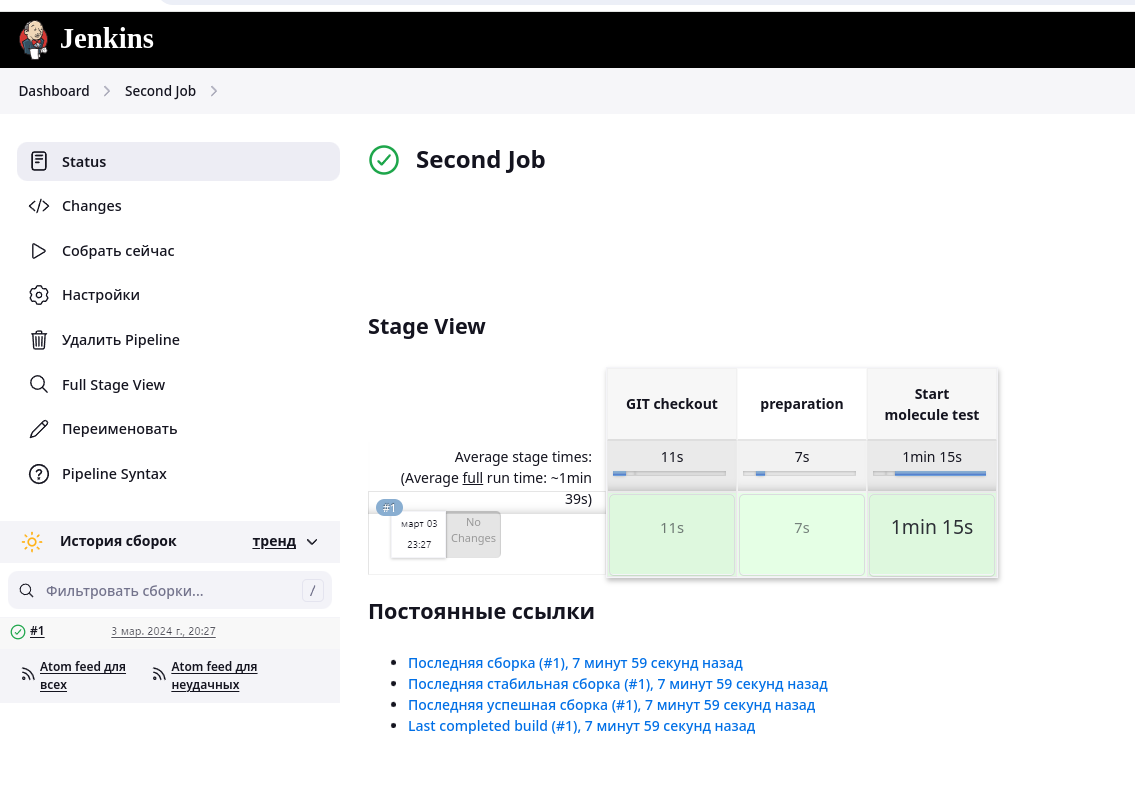 Jenkins
Dashboard
Second Job
Status
Changes
Собрать сейчас
Настройки
Удалить Pipeline
Full Stage View
Переименовать
Pipeline Syntax
История сборок
тренд
Фильтровать сборки...
/
#1
3 мар. 2024 г., 20:27
Atom feed для
всех
Atom feed для
неудачных
Second Job
Stage View
GIT checkout
preparation
Start
molecule test
Average stage times:
(Average full run time: ~1min
39s)
11s
7s
1min 15s
#1
март 03
23:27
No
Changes
11s
7s
1min 15s
Постоянные ссылки
Последняя сборка (#1), 7 минут 59 секунд назад
Последняя стабильная сборка (#1), 7 минут 59 секунд назад
Последняя успешная сборка (#1), 7 минут 59 секунд назад
Last completed build (#1), 7 минут 59 секунд назад